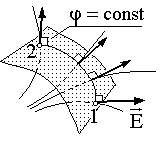 φ = const
2
1
E⃗